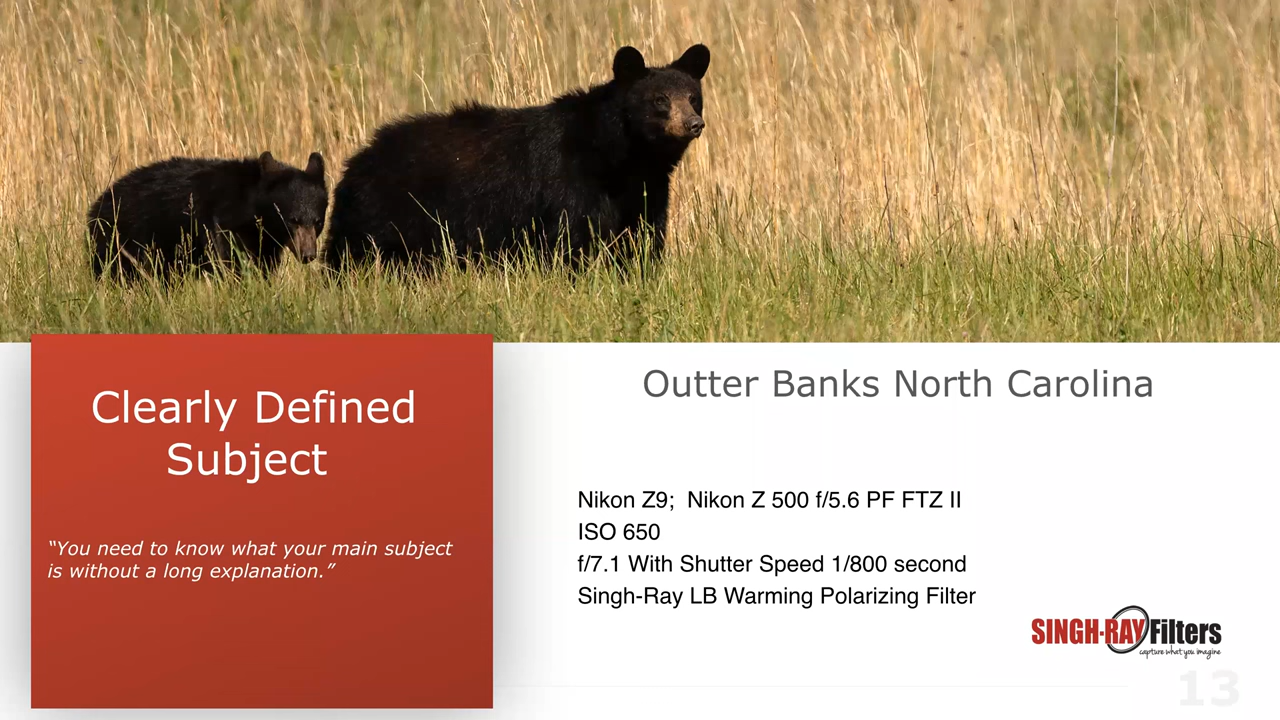 Clearly Defined
Subject
“You need to know what your main subject
is without a long explanation.”
Outter Banks North Carolina
Nikon Z9;  Nikon Z 500 f/5.6 PF FTZ II
ISO 650
f/7.1 With Shutter Speed 1/800 second
Singh-Ray LB Warming Polarizing Filter
SINGH-RAY Filters
capture what you imagine
13